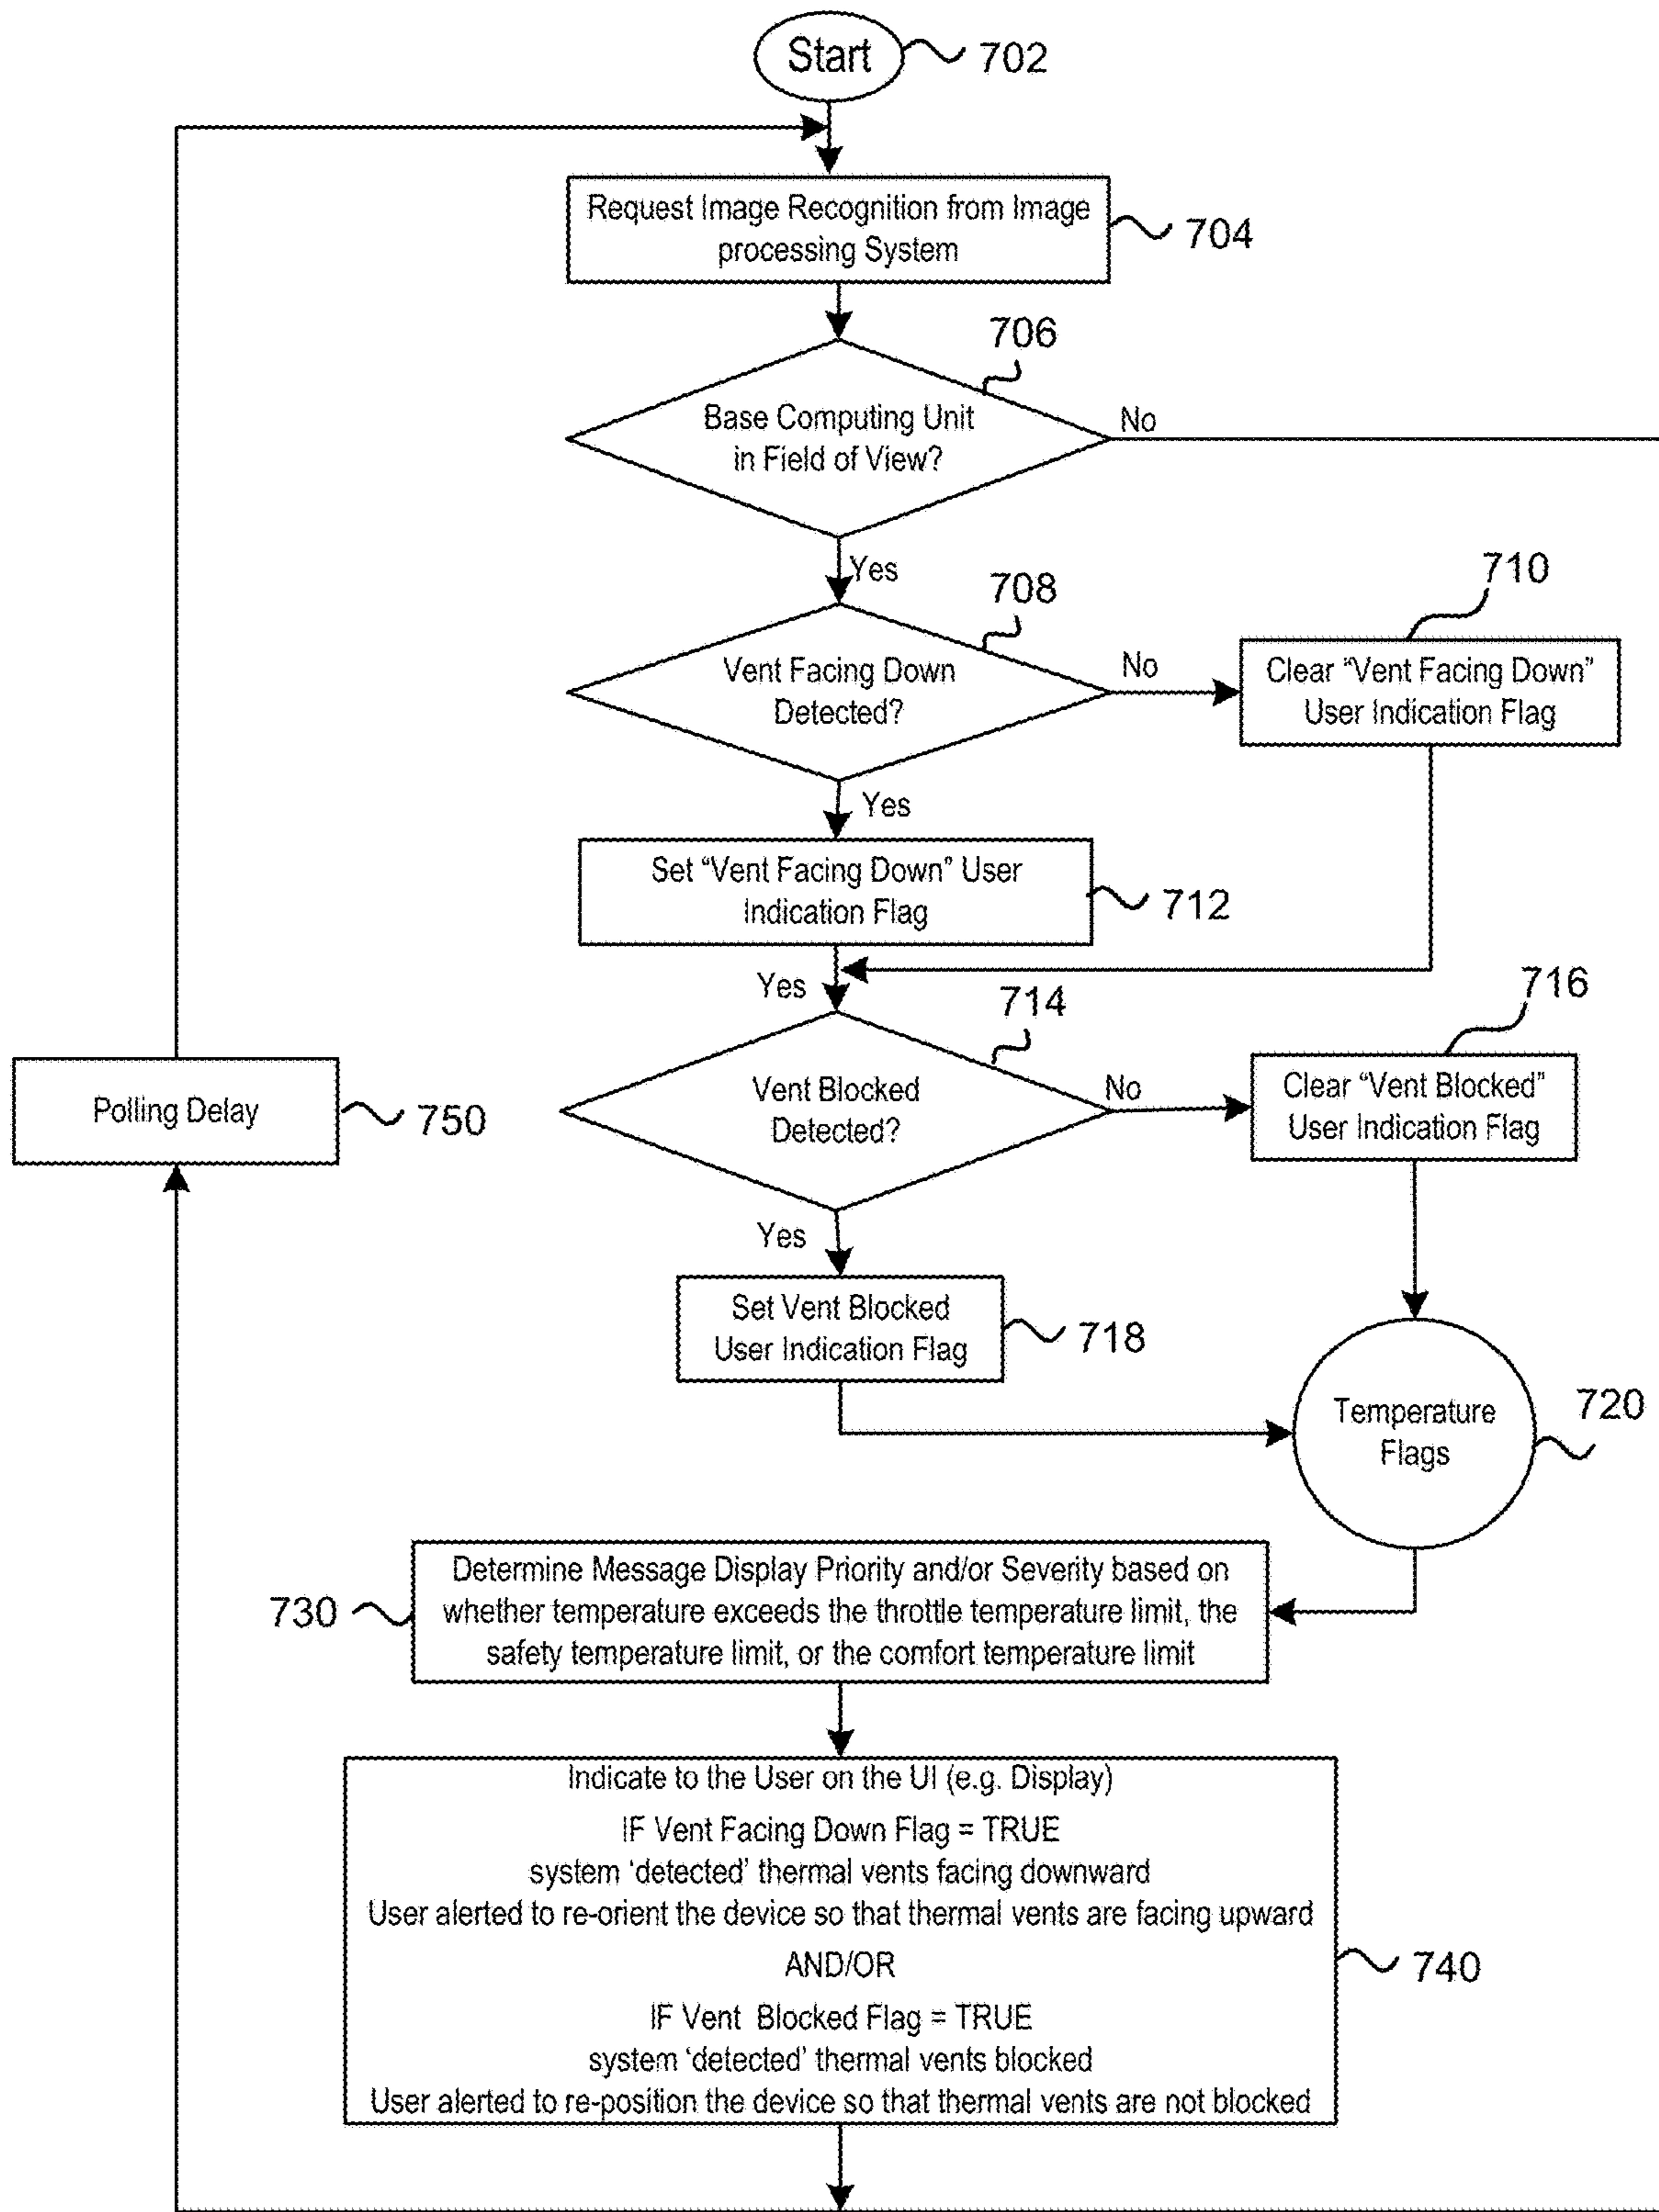 Start
702
Request Image Recognition from Image
processing System
704
706
Base Computing Unit
in Field of View?
No
Yes
708
710
Vent Facing Down
Detected?
No
Clear “Vent Facing Down”
User Indication Flag
Yes
Set “Vent Facing Down” User
Indication Flag
712
Yes
714
716
Polling Delay
750
Vent Blocked
Detected?
No
Clear “Vent Blocked”
User Indication Flag
Yes
Set Vent Blocked
User Indication Flag
718
Temperature
Flags
720
730
Determine Message Display Priority and/or Severity based on
whether temperature exceeds the throttle temperature limit, the
safety temperature limit, or the comfort temperature limit
Indicate to the User on the UI (e.g. Display)
IF Vent Facing Down Flag = TRUE
system ‘detected’ thermal vents facing downward
User alerted to re-orient the device so that thermal vents are facing upward
AND/OR
IF Vent Blocked Flag = TRUE
system ‘detected’ thermal vents blocked
User alerted to re-position the device so that thermal vents are not blocked
740